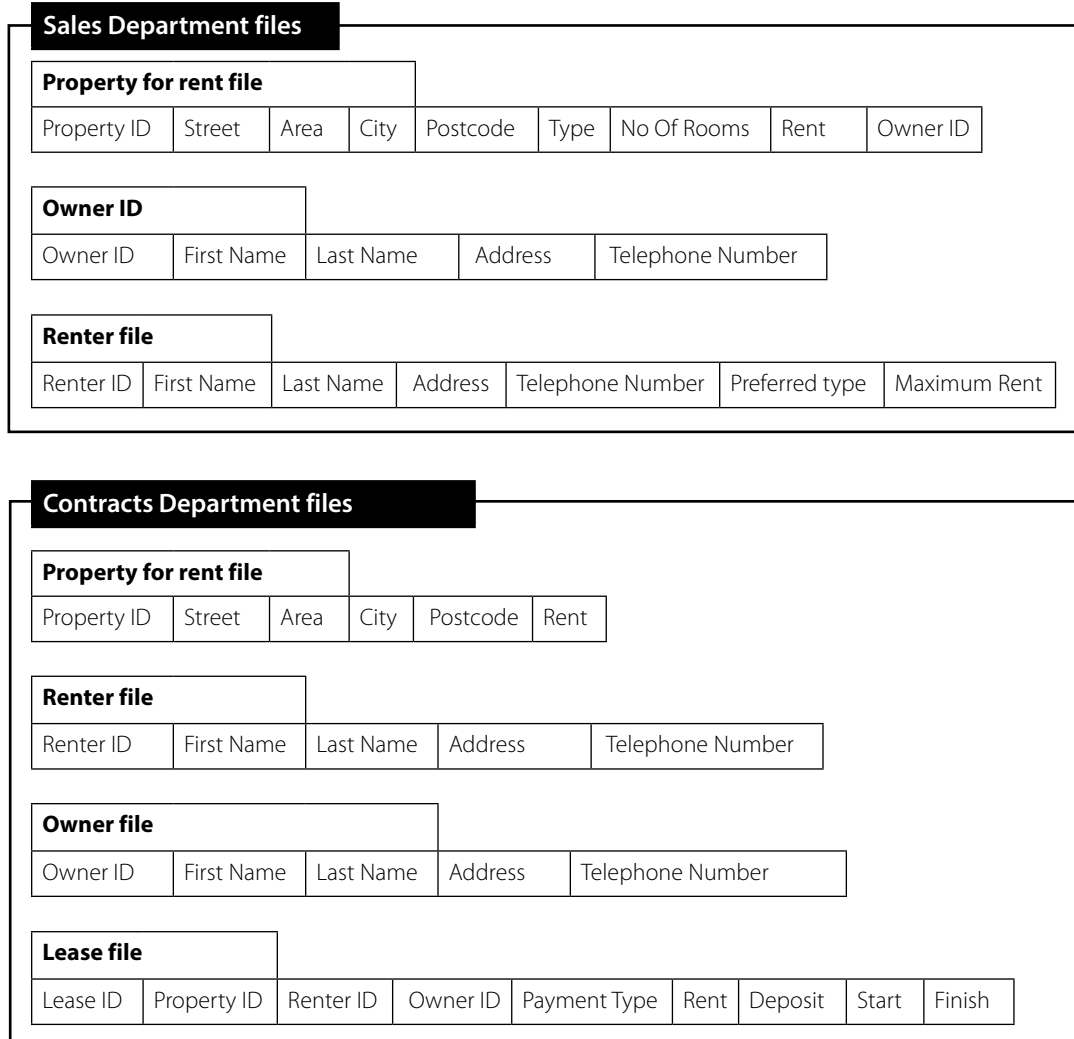 Sales Department files
Property for rent file
Property ID Street Area City Postcode Type No Of Rooms Rent Owner ID
Owner ID
Owner ID First Name Last Name Address Telephone Number
Renter file
Renter ID First Name Last Name Address Telephone Number Preferred type Maximum Rent
Contracts Department files
Property for rent file
Property ID Street Area City Postcode Rent
Renter file
Renter ID First Name Last Name Address Telephone Number
Owner file
Owner ID First Name Last Name Address Telephone Number
Lease file
Lease ID Property ID Renter ID Owner ID Payment Type Rent Deposit Start Finish